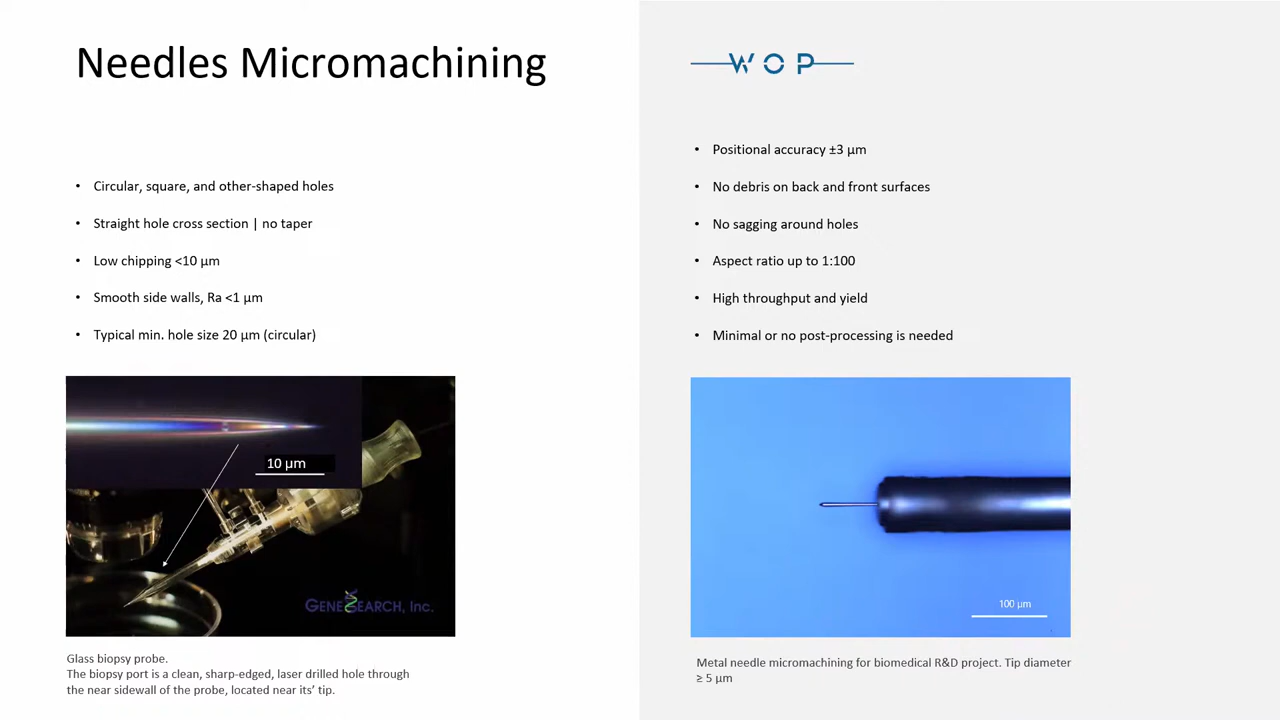 Needles Micromachining
• Circular, square, and other-shaped holes
• Straight hole cross section | no taper
• Low chipping <10 µm
• Smooth side walls, Ra <1 µm
• Typical min. hole size 20 µm (circular)
10 µm
GENESEARCH, Inc.
Glass biopsy probe.
The biopsy port is a clean, sharp-edged, laser drilled hole through
the near sidewall of the probe, located near its’ tip.
WOP
• Positional accuracy ±3 µm
• No debris on back and front surfaces
• No sagging around holes
• Aspect ratio up to 1:100
• High throughput and yield
• Minimal or no post-processing is needed
100 µm
Metal needle micromachining for biomedical R&D project. Tip diameter
≥ 5 µm